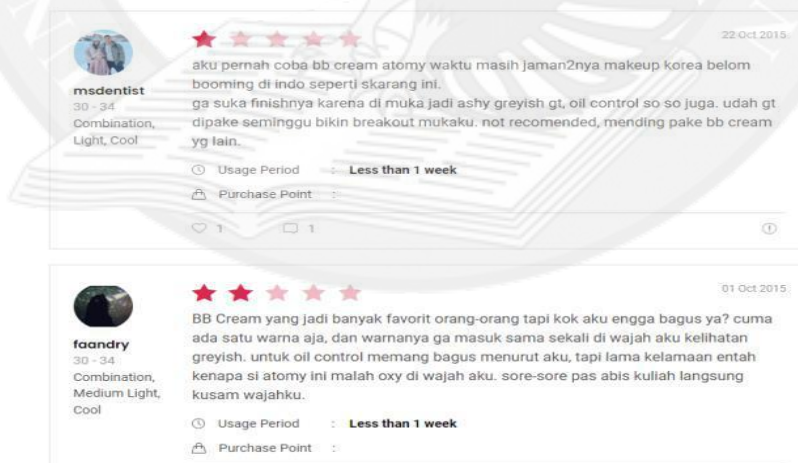 22 Oct 2015
aku pernah coba bb cream atomy waktu masih jaman2nya makeup korea belom
booming di indo seperti skarang ini.
msdentist
30 - 34
Combination,
Light, Cool
ga suka finishnya karena di muka jadi ashy greyish gt, oil control so so juga. udah gt
dipake seminggu bikin breakout mukaku. not recomended, mending pake bb cream
yg lain.
Usage Period : Less than 1 week
Purchase Point :
1 1
01 Oct 2015
BB Cream yang jadi banyak favorit orang-orang tapi kok aku engga bagus ya? cuma
ada satu warna aja, dan warnanya ga masuk sama sekali di wajah aku kelihatan
greyish. untuk oil control memang bagus menurut aku, tapi lama kelamaan entah
kenapa si atomy ini malah oxy di wajah aku. sore-sore pas abis kuliah langsung
kusam wajahku.
faandry
30 - 34
Combination,
Medium Light,
Cool
Usage Period : Less than 1 week
Purchase Point :